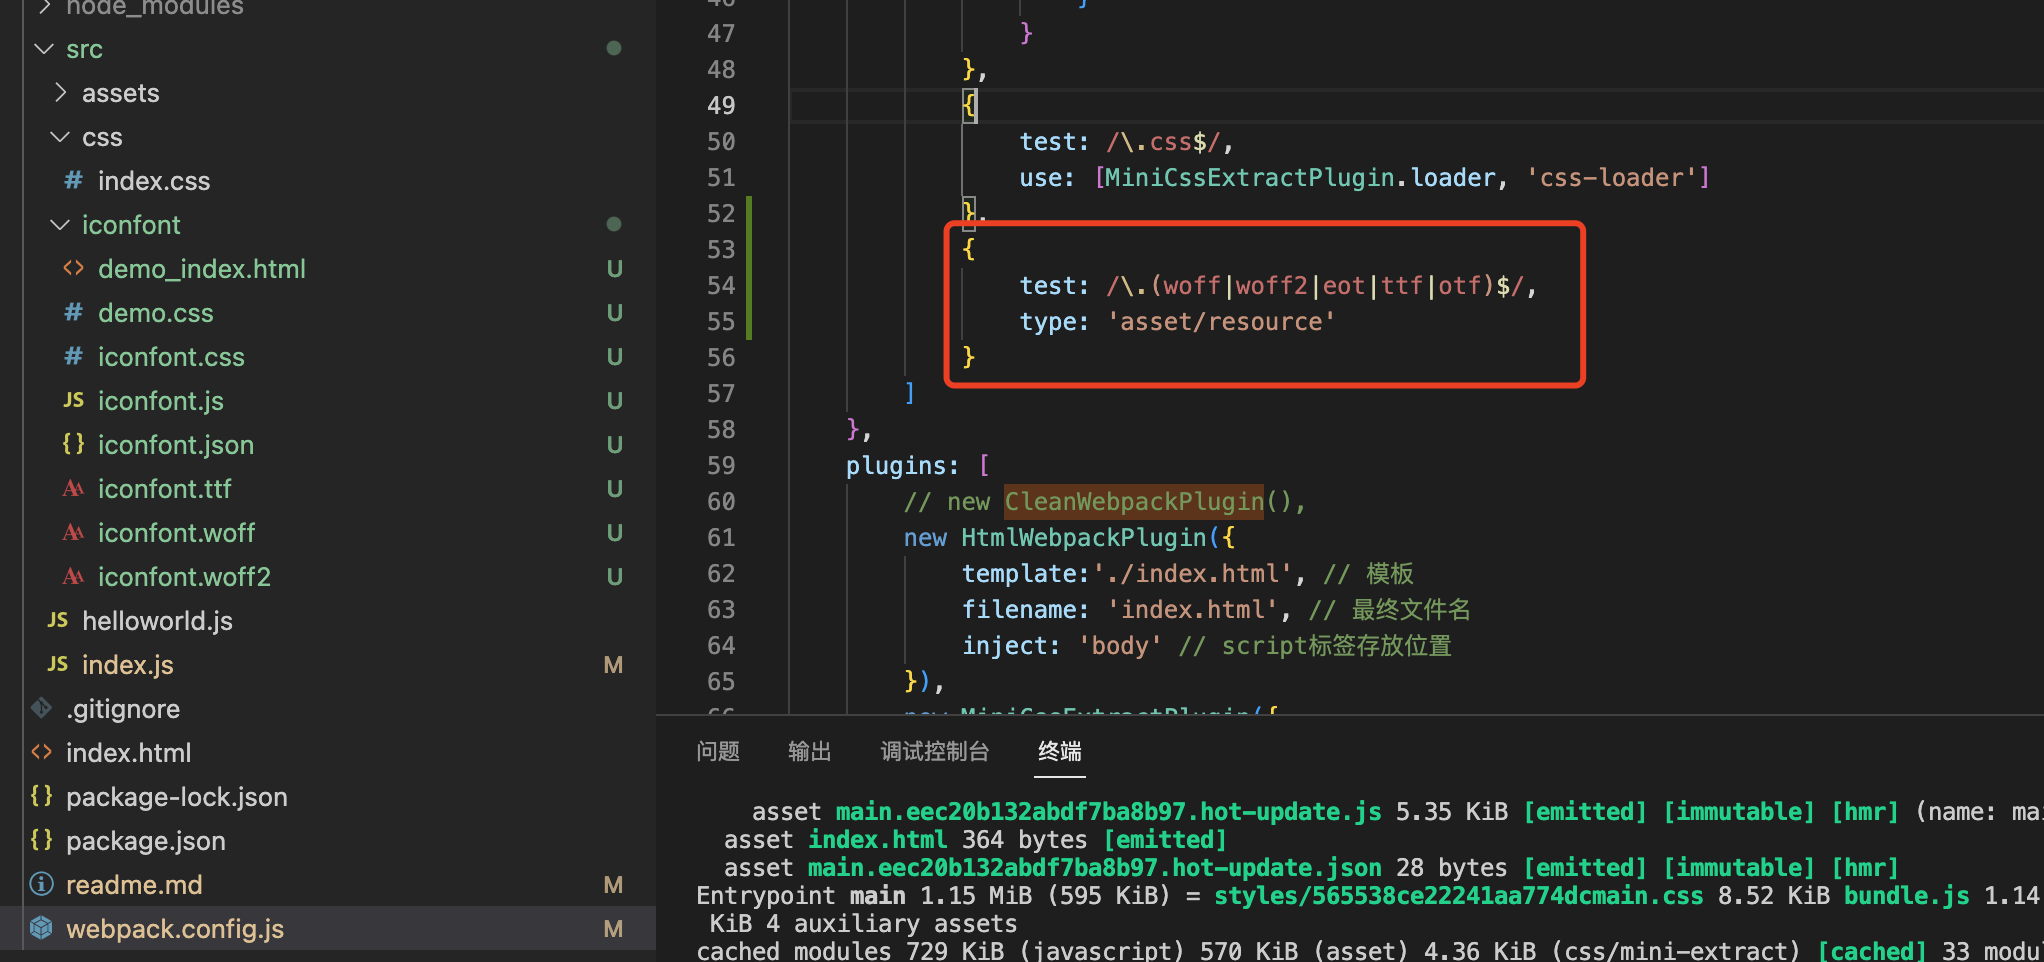 node_modules
src
assets
css
# index.css
iconfont
<> demo_index.html U
# demo.css U
# iconfont.css U
JS iconfont.js U
{} iconfont.json U
iconfont.ttf U
iconfont.woff U
iconfont.woff2 U
JS helloworld.js
JS index.js M
.gitignore
<> index.html
{} package-lock.json
{} package.json
readme.md M
webpack.config.js M
46 }
47 }
48 },
49 {
50 test: /\.css$/,
51 use: [MiniCssExtractPlugin.loader, 'css-loader']
52 },
53 {
54 test: /\.(woff|woff2|eot|ttf|otf)$/,
55 type: 'asset/resource'
56 }
57 ]
58 },
59 plugins: [
60 // new CleanWebpackPlugin(),
61 new HtmlWebpackPlugin({
62 template:'./index.html', // 模板
63 filename: 'index.html', // 最终文件名
64 inject: 'body' // script标签存放位置
65 }),
66 new MiniCssExtractPlugin({
问题 输出 调试控制台 终端
asset main.eec20b132abdf7ba8b97.hot-update.js 5.35 KiB [emitted] [immutable] [hmr] (name: mai
asset index.html 364 bytes [emitted]
asset main.eec20b132abdf7ba8b97.hot-update.json 28 bytes [emitted] [immutable] [hmr]
Entrypoint main 1.15 MiB (595 KiB) = styles/565538ce22241aa774dcmain.css 8.52 KiB bundle.js 1.14
KiB 4 auxiliary assets
cached modules 729 KiB (javascript) 570 KiB (asset) 4.36 KiB (css/mini-extract) [cached] 33 modu